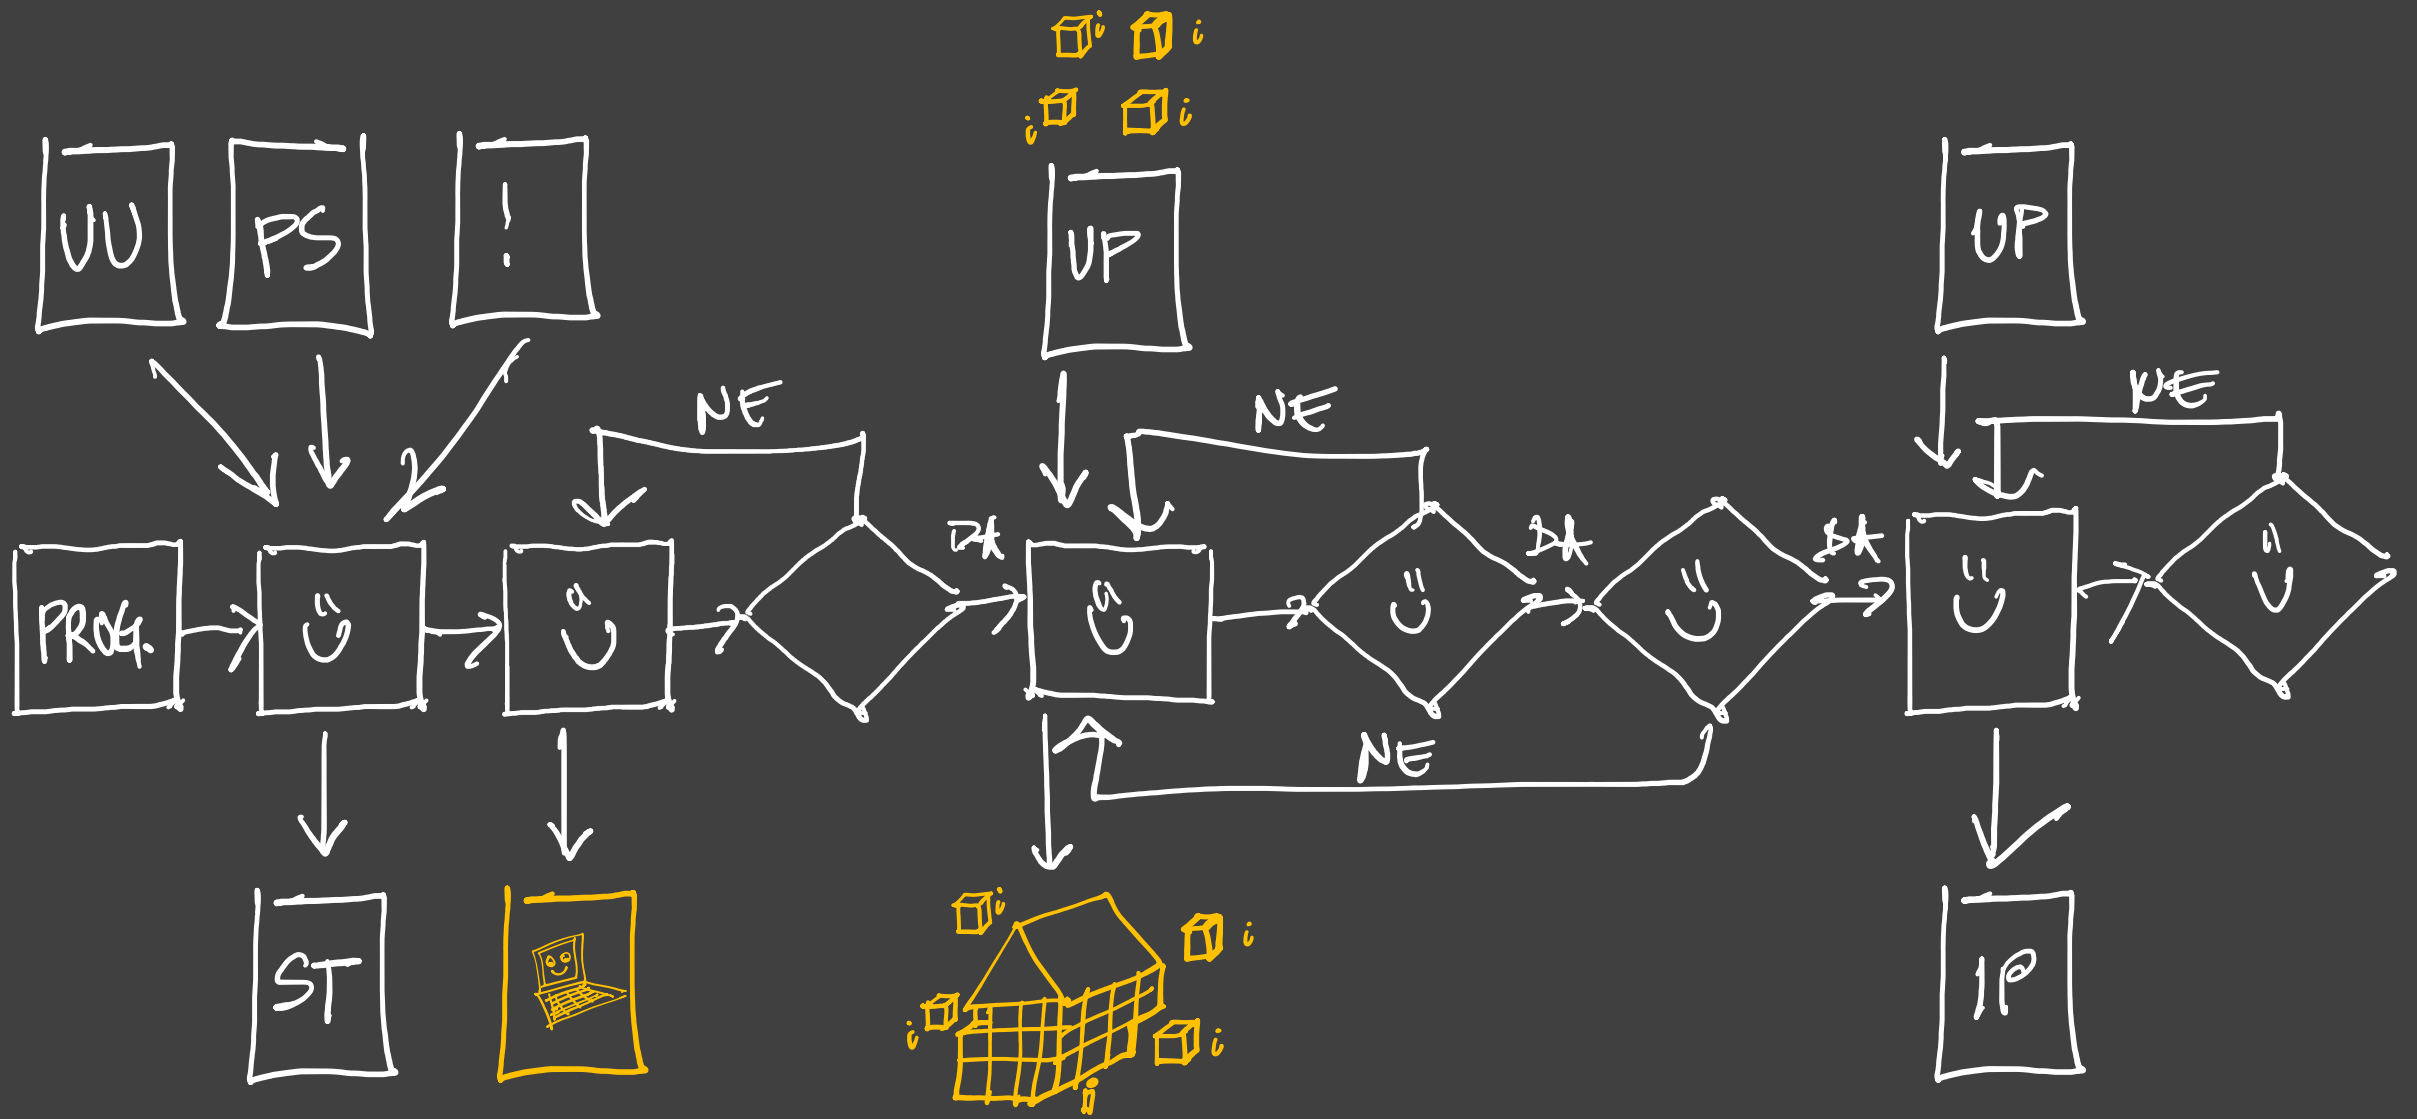 i i
i i
UU PS ! UP UP
NE NE NE
DA DA DA
PROG.
NE
ST i i IP
i i
i